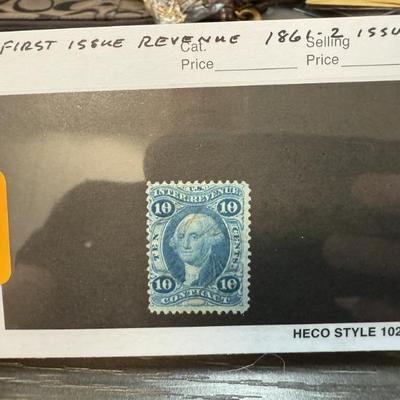 FIRST ISSUE REVENUE 1861-2 ISSU
Cat. Selling
Price Price
U.S.
INTER. REVENUE
10 10
TEN CENTS
10 10
CONTRACT
HECO STYLE 102